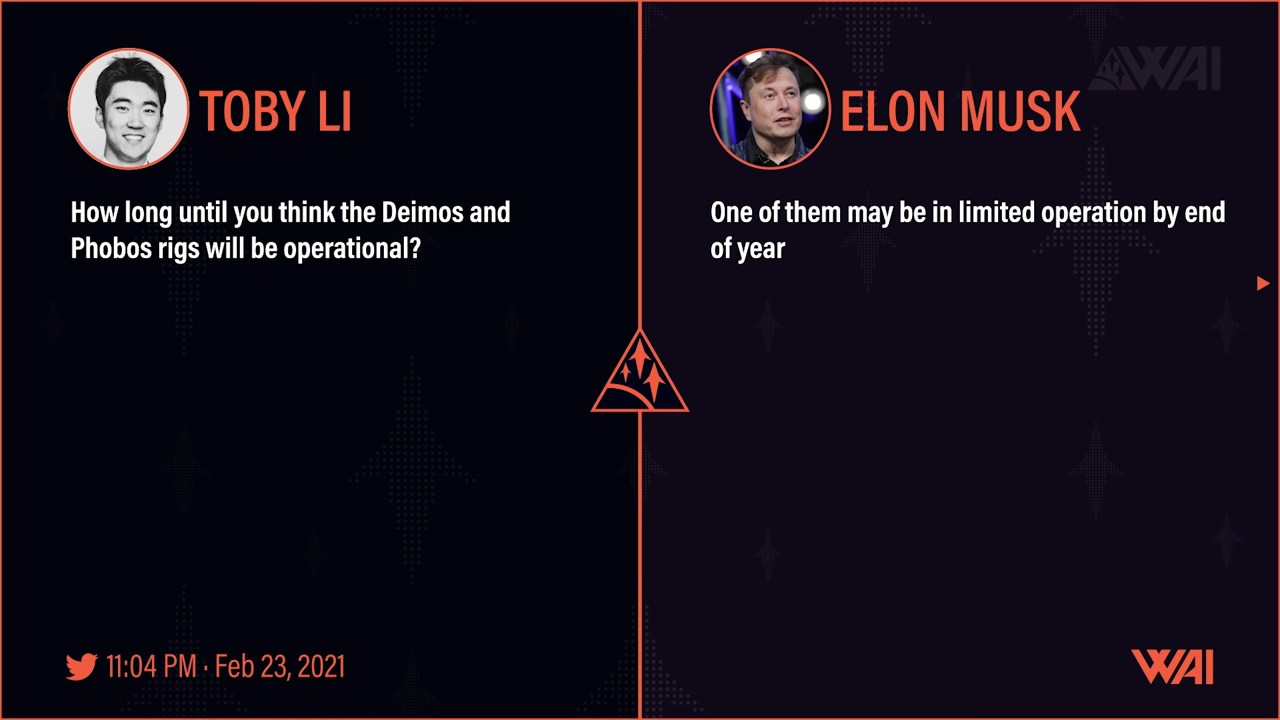 TOBY LI
How long until you think the Deimos and
Phobos rigs will be operational?
11:04 PM · Feb 23, 2021
WAI
ELON MUSK
One of them may be in limited operation by end
of year
WAI